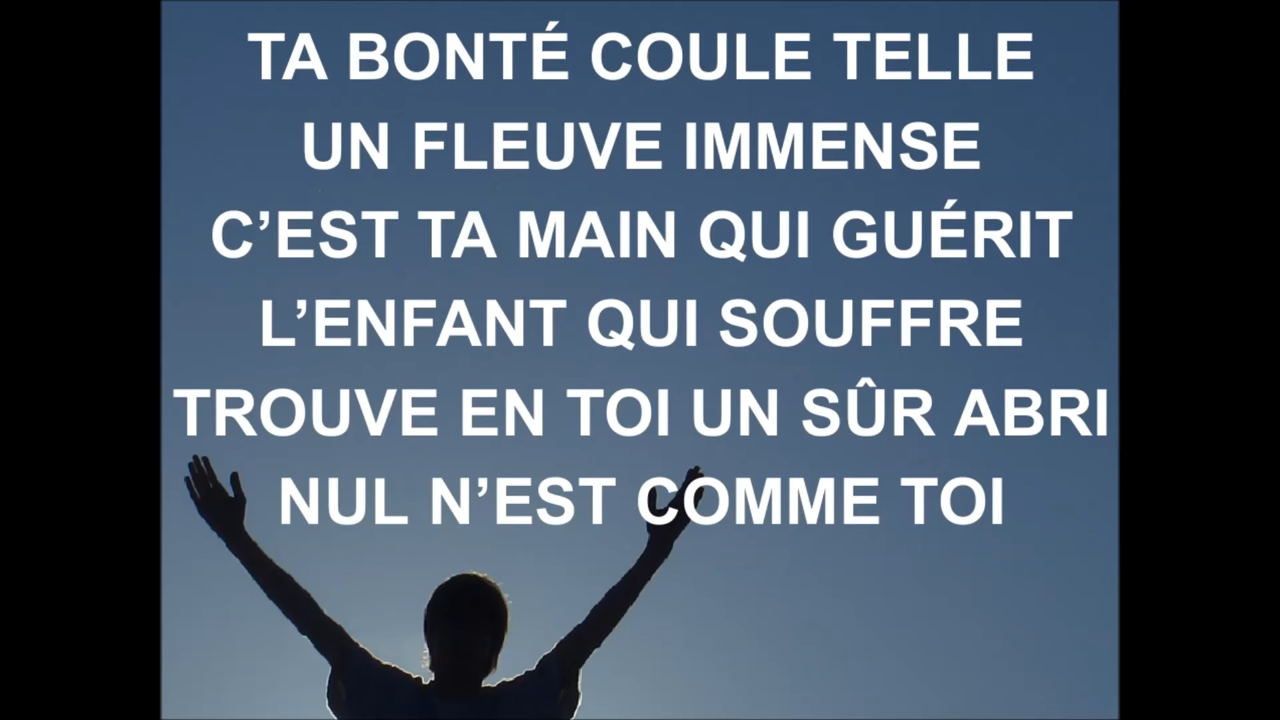 TA BONTÉ COULE TELLE
UN FLEUVE IMMENSE
C’EST TA MAIN QUI GUÉRIT
L’ENFANT QUI SOUFFRE
TROUVE EN TOI UN SÛR ABRI
NUL N’EST COMME TOI